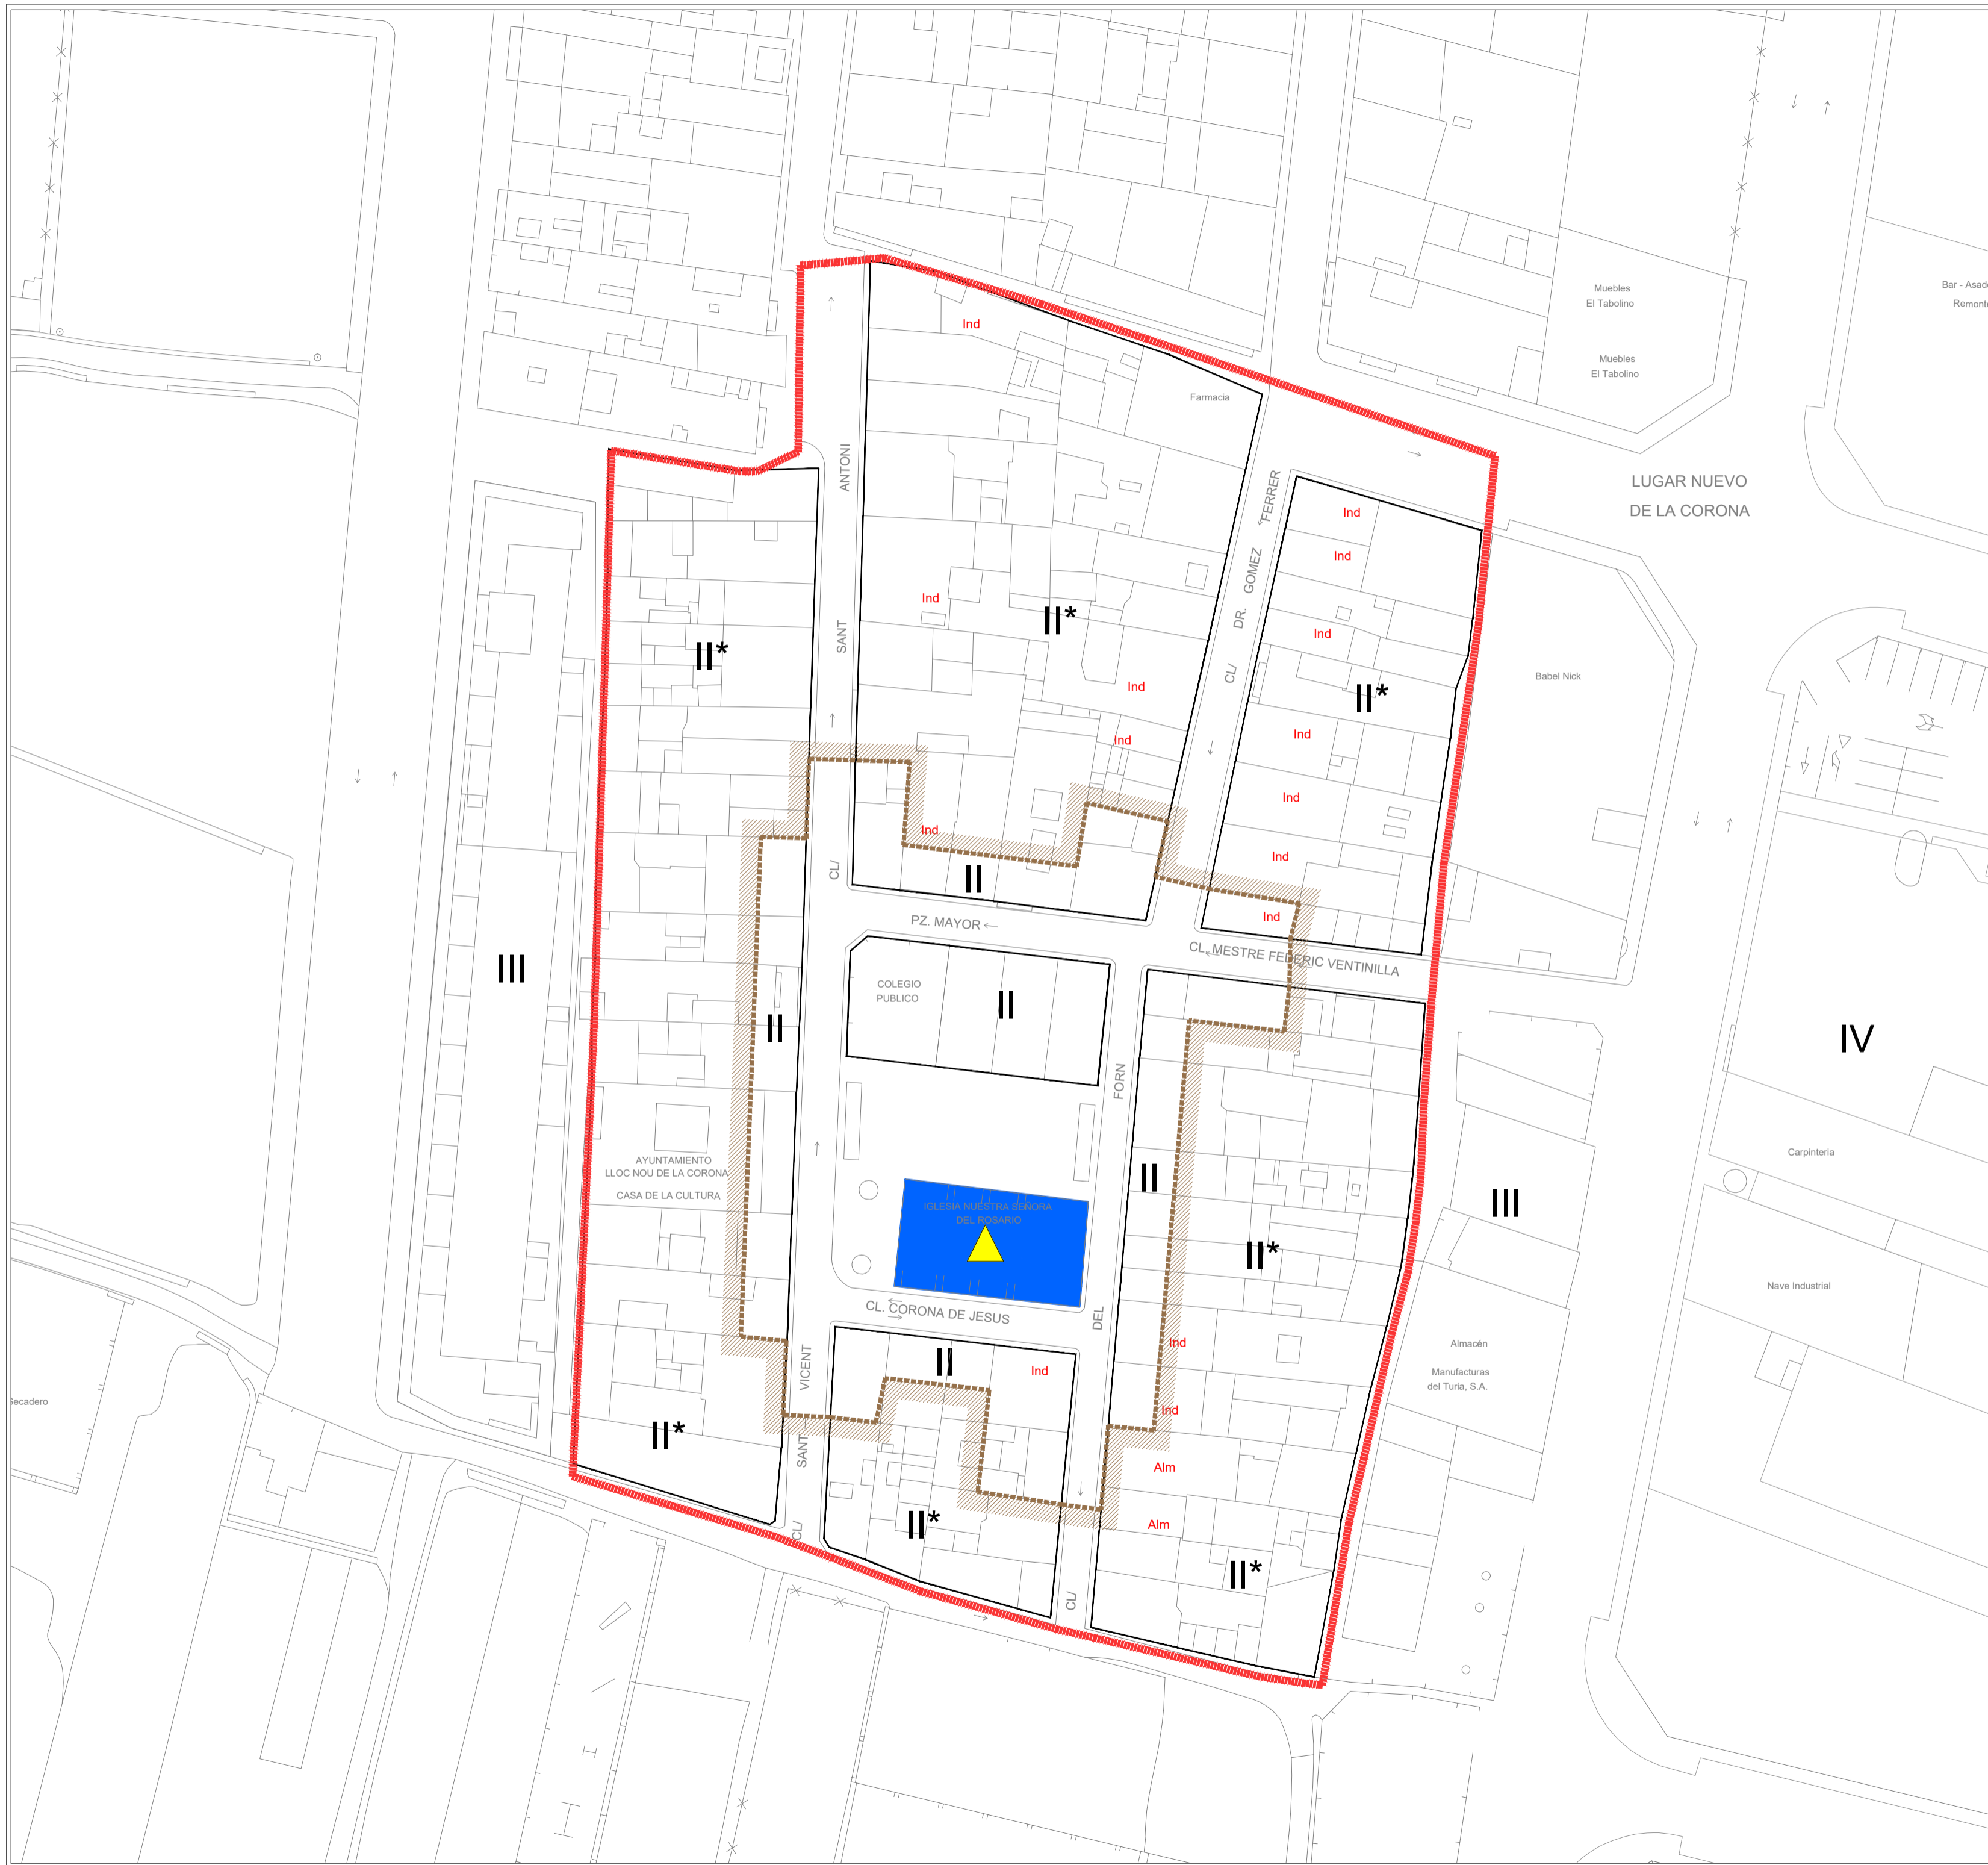 Muebles
El Tabolino
Bar - Asad
Remont
Ind
Muebles
El Tabolino
Farmacia
CL/ SANT ANTONI
CL/ DR. GOMEZ FERRER
LUGAR NUEVO
DE LA CORONA
Ind
Ind
Ind
II*
Ind
II*
Babel Nick
Ind
II*
Ind
Ind
Ind
Ind
Ind
II
Ind
Ind
PZ. MAYOR
CL. MESTRE FEDERIC VENTINILLA
III
COLEGIO
PUBLICO
II
II
IV
CL/ DEL FORN
AYUNTAMIENTO
LLOC NOU DE LA CORONA
CASA DE LA CULTURA
Carpinteria
II
III
IGLESIA NUESTRA SEÑORA
DEL ROSARIO
II*
Nave Industrial
CL. CORONA DE JESUS
Ind
Almacén
II
Ind
Manufacturas
del Turia, S.A.
CL/ SANT VICENT
ecadero
Ind
II*
Alm
II*
Alm
II*